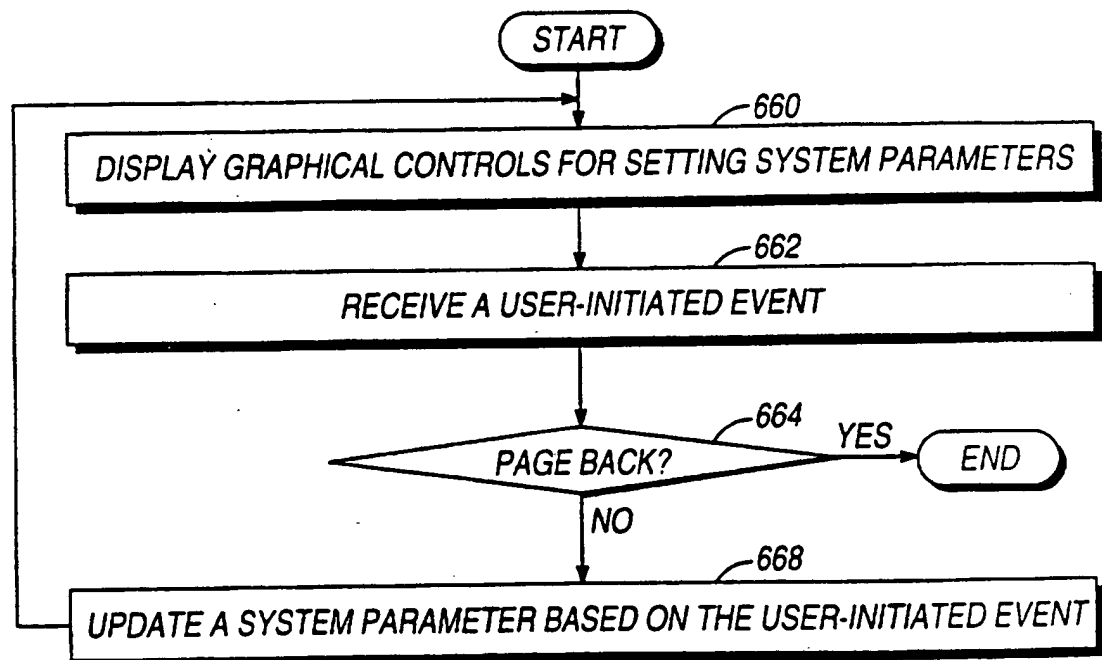 START
660
DISPLAY GRAPHICAL CONTROLS FOR SETTING SYSTEM PARAMETERS
662
RECEIVE A USER-INITIATED EVENT
664
PAGE BACK?
YES
END
NO
668
UPDATE A SYSTEM PARAMETER BASED ON THE USER-INITIATED EVENT